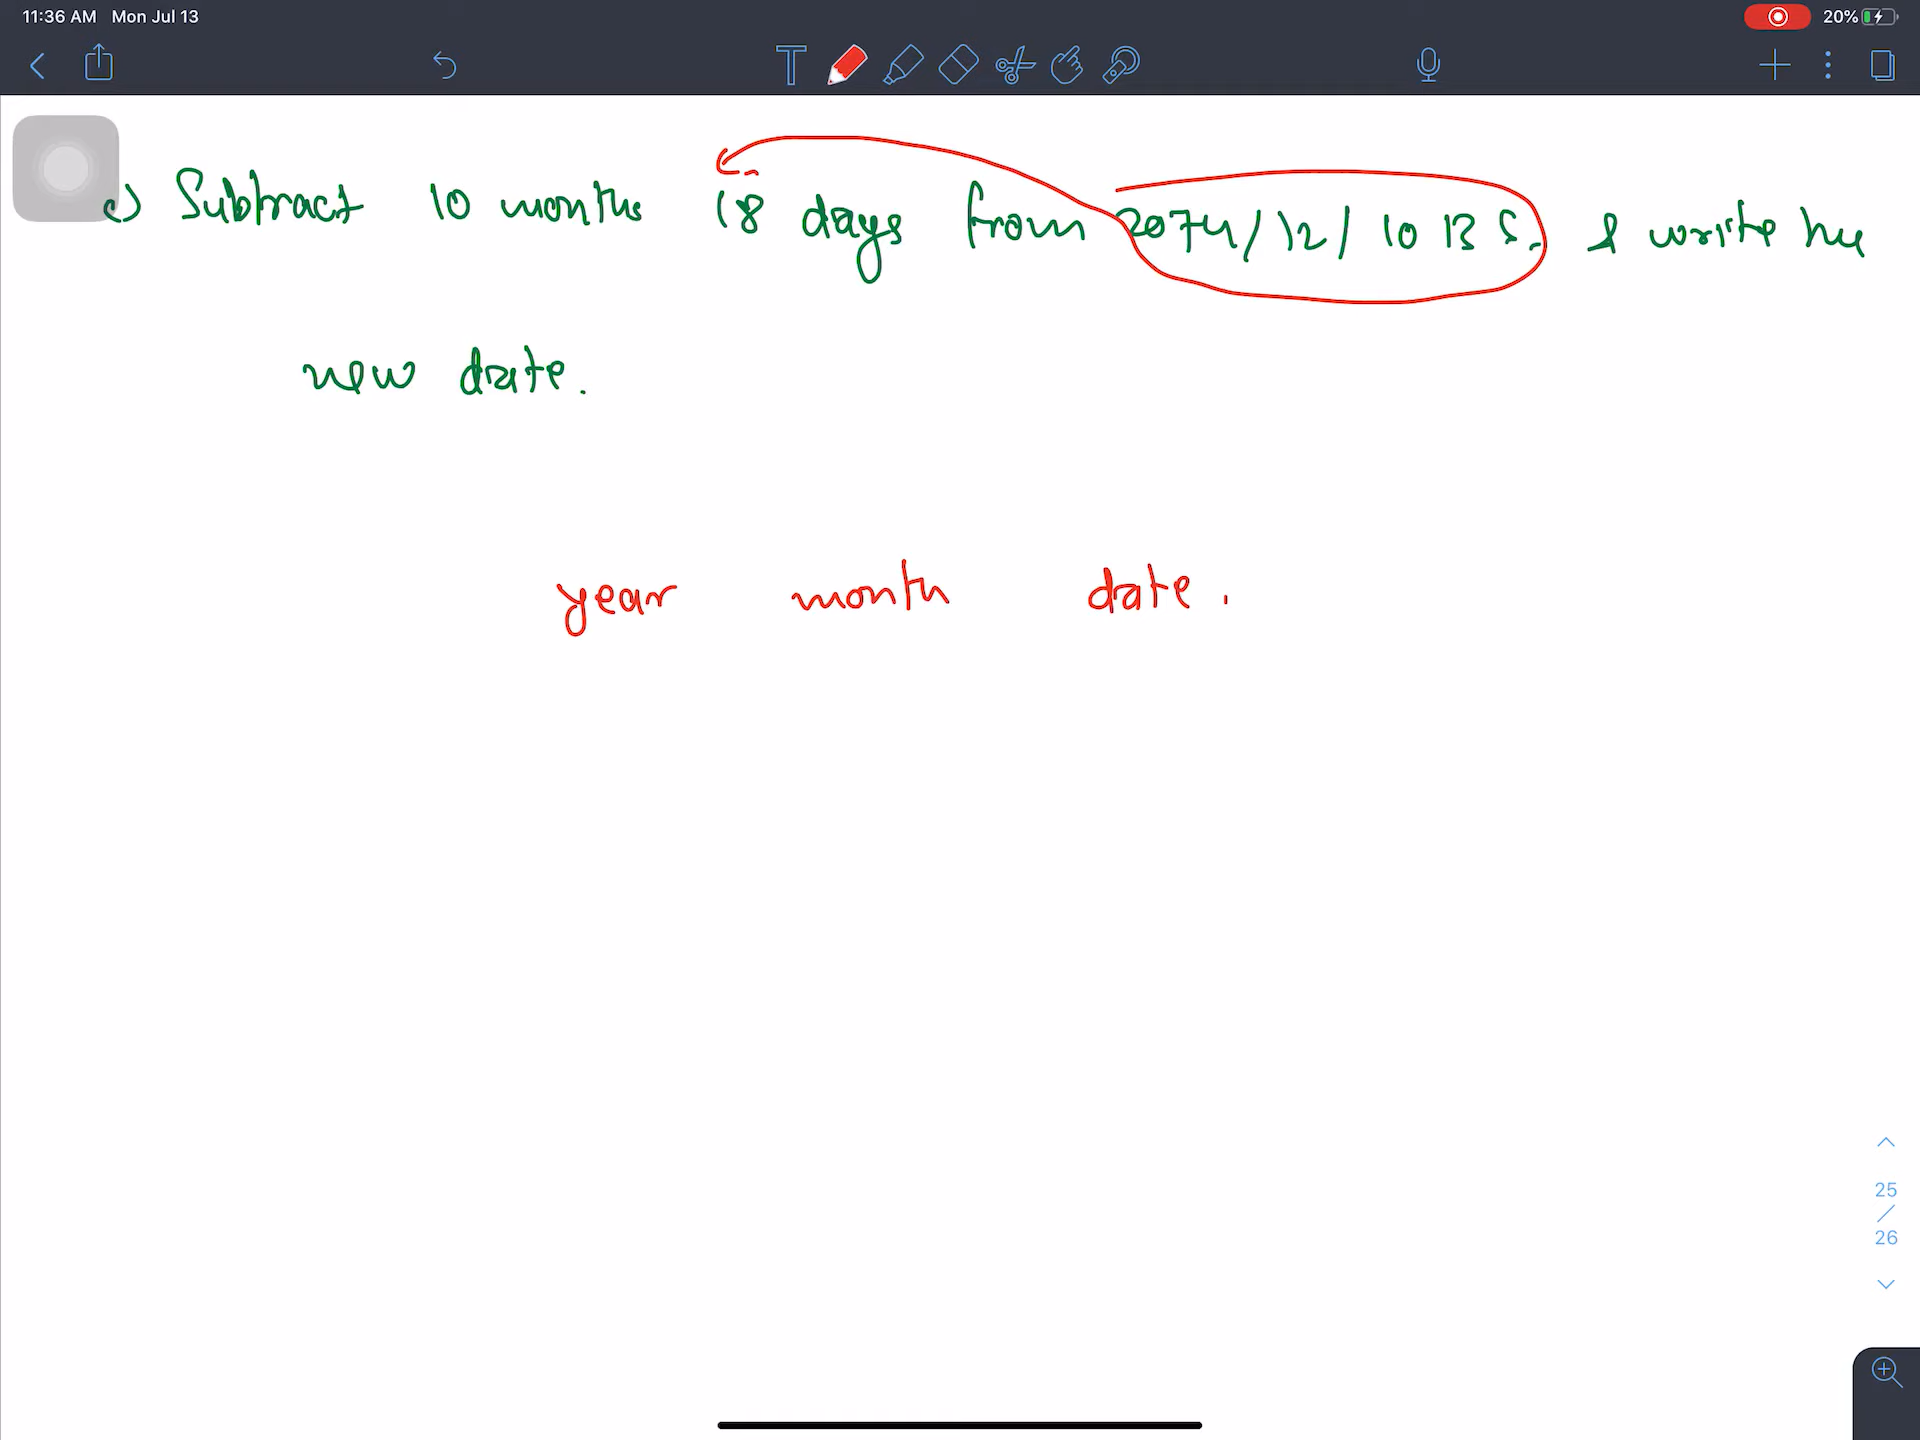 11:36 AM Mon Jul 13
20%
c) Subtract 10 months 18 days from 2074/12/10 B S. & write the
new date.
year month date.
25
/
26